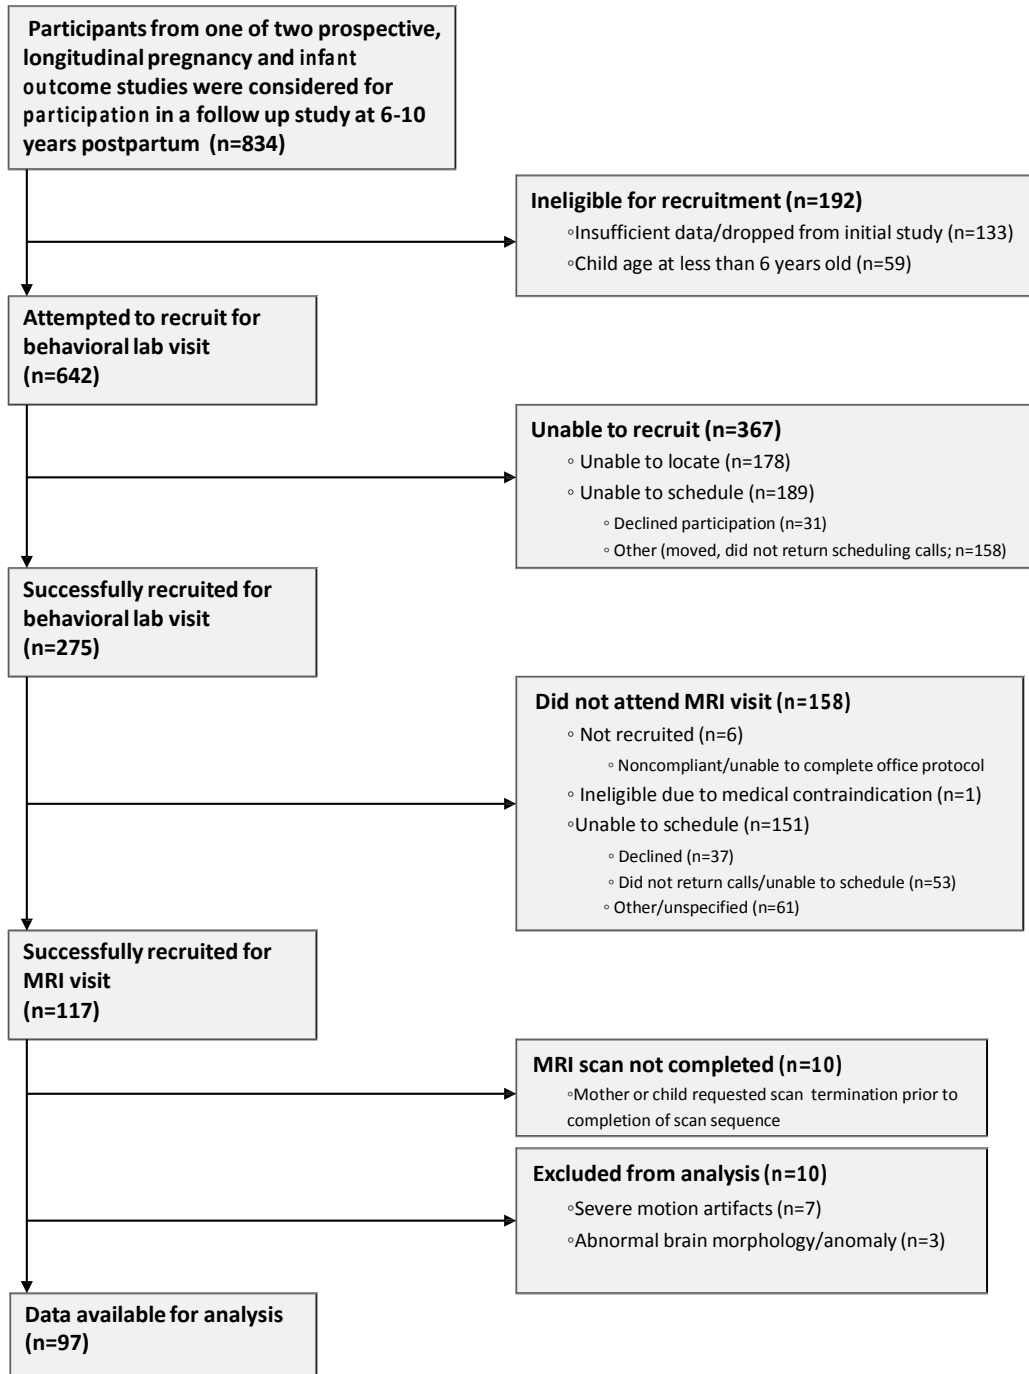 Participants from one of two prospective,
longitudinal pregnancy and infant
outcome studies were considered for
participation in a follow up study at 6-10
years postpartum (n=834)
Ineligible for recruitment (n=192)
◦Insufficient data/dropped from initial study (n=133)
◦Child age at less than 6 years old (n=59)
Attempted to recruit for
behavioral lab visit
(n=642)
Unable to recruit (n=367)
◦ Unable to locate (n=178)
◦ Unable to schedule (n=189)
◦ Declined participation (n=31)
◦ Other (moved, did not return scheduling calls; n=158)
Successfully recruited for
behavioral lab visit
(n=275)
Did not attend MRI visit (n=158)
◦ Not recruited (n=6)
◦ Noncompliant/unable to complete office protocol
◦ Ineligible due to medical contraindication (n=1)
◦Unable to schedule (n=151)
◦ Declined (n=37)
◦ Did not return calls/unable to schedule (n=53)
◦ Other/unspecified (n=61)
Successfully recruited for
MRI visit
(n=117)
MRI scan not completed (n=10)
◦Mother or child requested scan termination prior to
completion of scan sequence
Excluded from analysis (n=10)
◦Severe motion artifacts (n=7)
◦Abnormal brain morphology/anomaly (n=3)
Data available for analysis
(n=97)